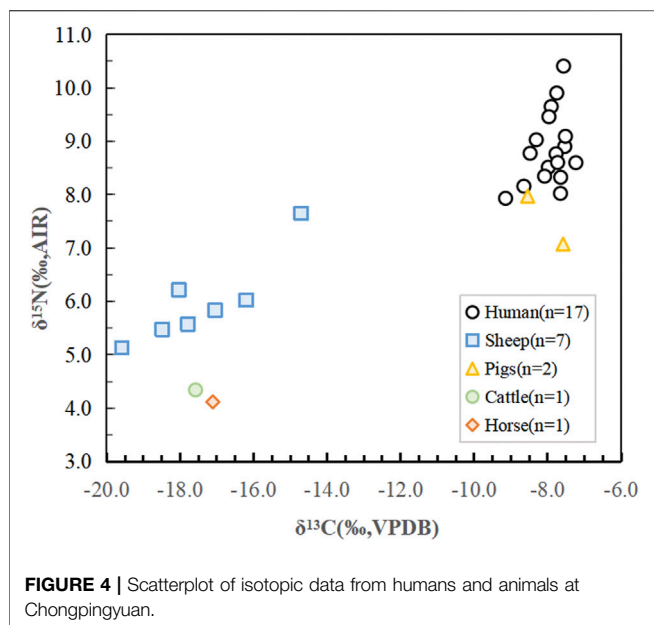 11.0
10.0
9.0
8.0
7.0
6.0
5.0
4.0
3.0
δ¹⁵N(‰,AIR)
Human(n=17)
Sheep(n=7)
Pigs(n=2)
Cattle(n=1)
Horse(n=1)
-20.0 -18.0 -16.0 -14.0 -12.0 -10.0 -8.0 -6.0
δ¹³C(‰,VPDB)
FIGURE 4 | Scatterplot of isotopic data from humans and animals at
Chongpingyuan.